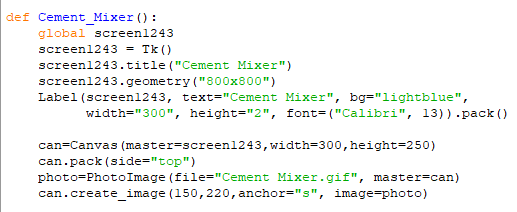 def Cement_Mixer():
    global screen1243
    screen1243 = Tk()
    screen1243.title("Cement Mixer")
    screen1243.geometry("800x800")
    Label(screen1243, text="Cement Mixer", bg="lightblue",
          width="300", height="2", font=("Calibri", 13)).pack()

    can=Canvas(master=screen1243,width=300,height=250)
    can.pack(side="top")
    photo=PhotoImage(file="Cement Mixer.gif", master=can)
    can.create_image(150,220,anchor="s", image=photo)